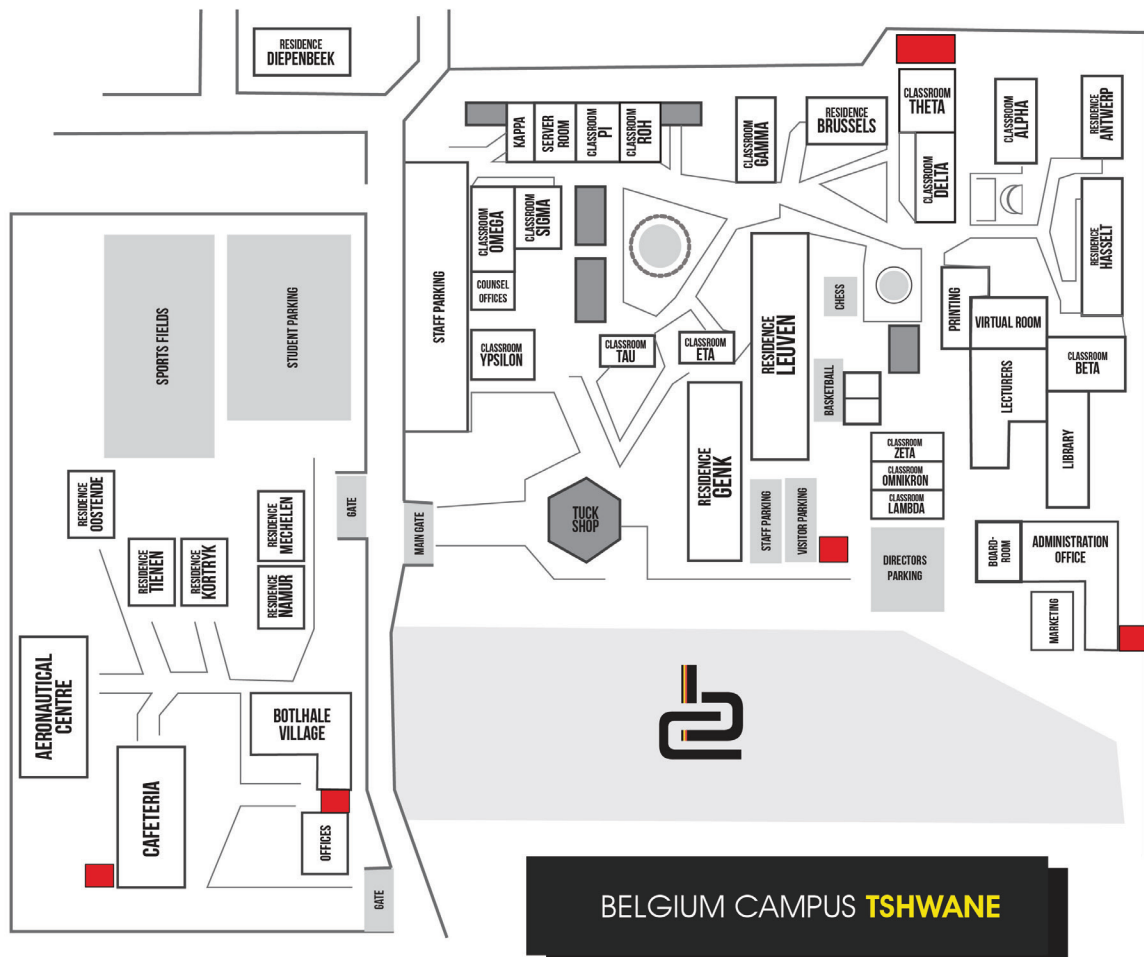 RESIDENCE
DIEPENBEEK
KAPPA
SERVER
ROOM
CLASSROOM
PI
CLASSROOM
ROH
CLASSROOM
GAMMA
RESIDENCE
BRUSSELS
CLASSROOM
THETA
CLASSROOM
ALPHA
RESIDENCE
ANTWERP
CLASSROOM
DELTA
CLASSROOM
OMEGA
CLASSROOM
SIGMA
COUNSEL
OFFICES
STAFF PARKING
CLASSROOM
YPSILON
CLASSROOM
TAU
CLASSROOM
ETA
RESIDENCE
LEUVEN
CHESS
BASKETBALL
PRINTING
VIRTUAL ROOM
RESIDENCE
HASSELT
LECTURERS
CLASSROOM
BETA
LIBRARY
SPORTS FIELDS
STUDENT PARKING
RESIDENCE
GENK
CLASSROOM
ZETA
CLASSROOM
OMNIKRON
CLASSROOM
LAMBDA
RESIDENCE
OOSTENDE
RESIDENCE
MECHELEN
GATE
MAIN GATE
TUCK
SHOP
STAFF PARKING
VISITOR PARKING
DIRECTORS
PARKING
BOARD-
ROOM
ADMINISTRATION
OFFICE
MARKETING
RESIDENCE
TIENEN
RESIDENCE
KORTRYK
RESIDENCE
NAMUR
AERONAUTICAL
CENTRE
BOTLHALE
VILLAGE
CAFETERIA
OFFICES
GATE
BELGIUM CAMPUS TSHWANE